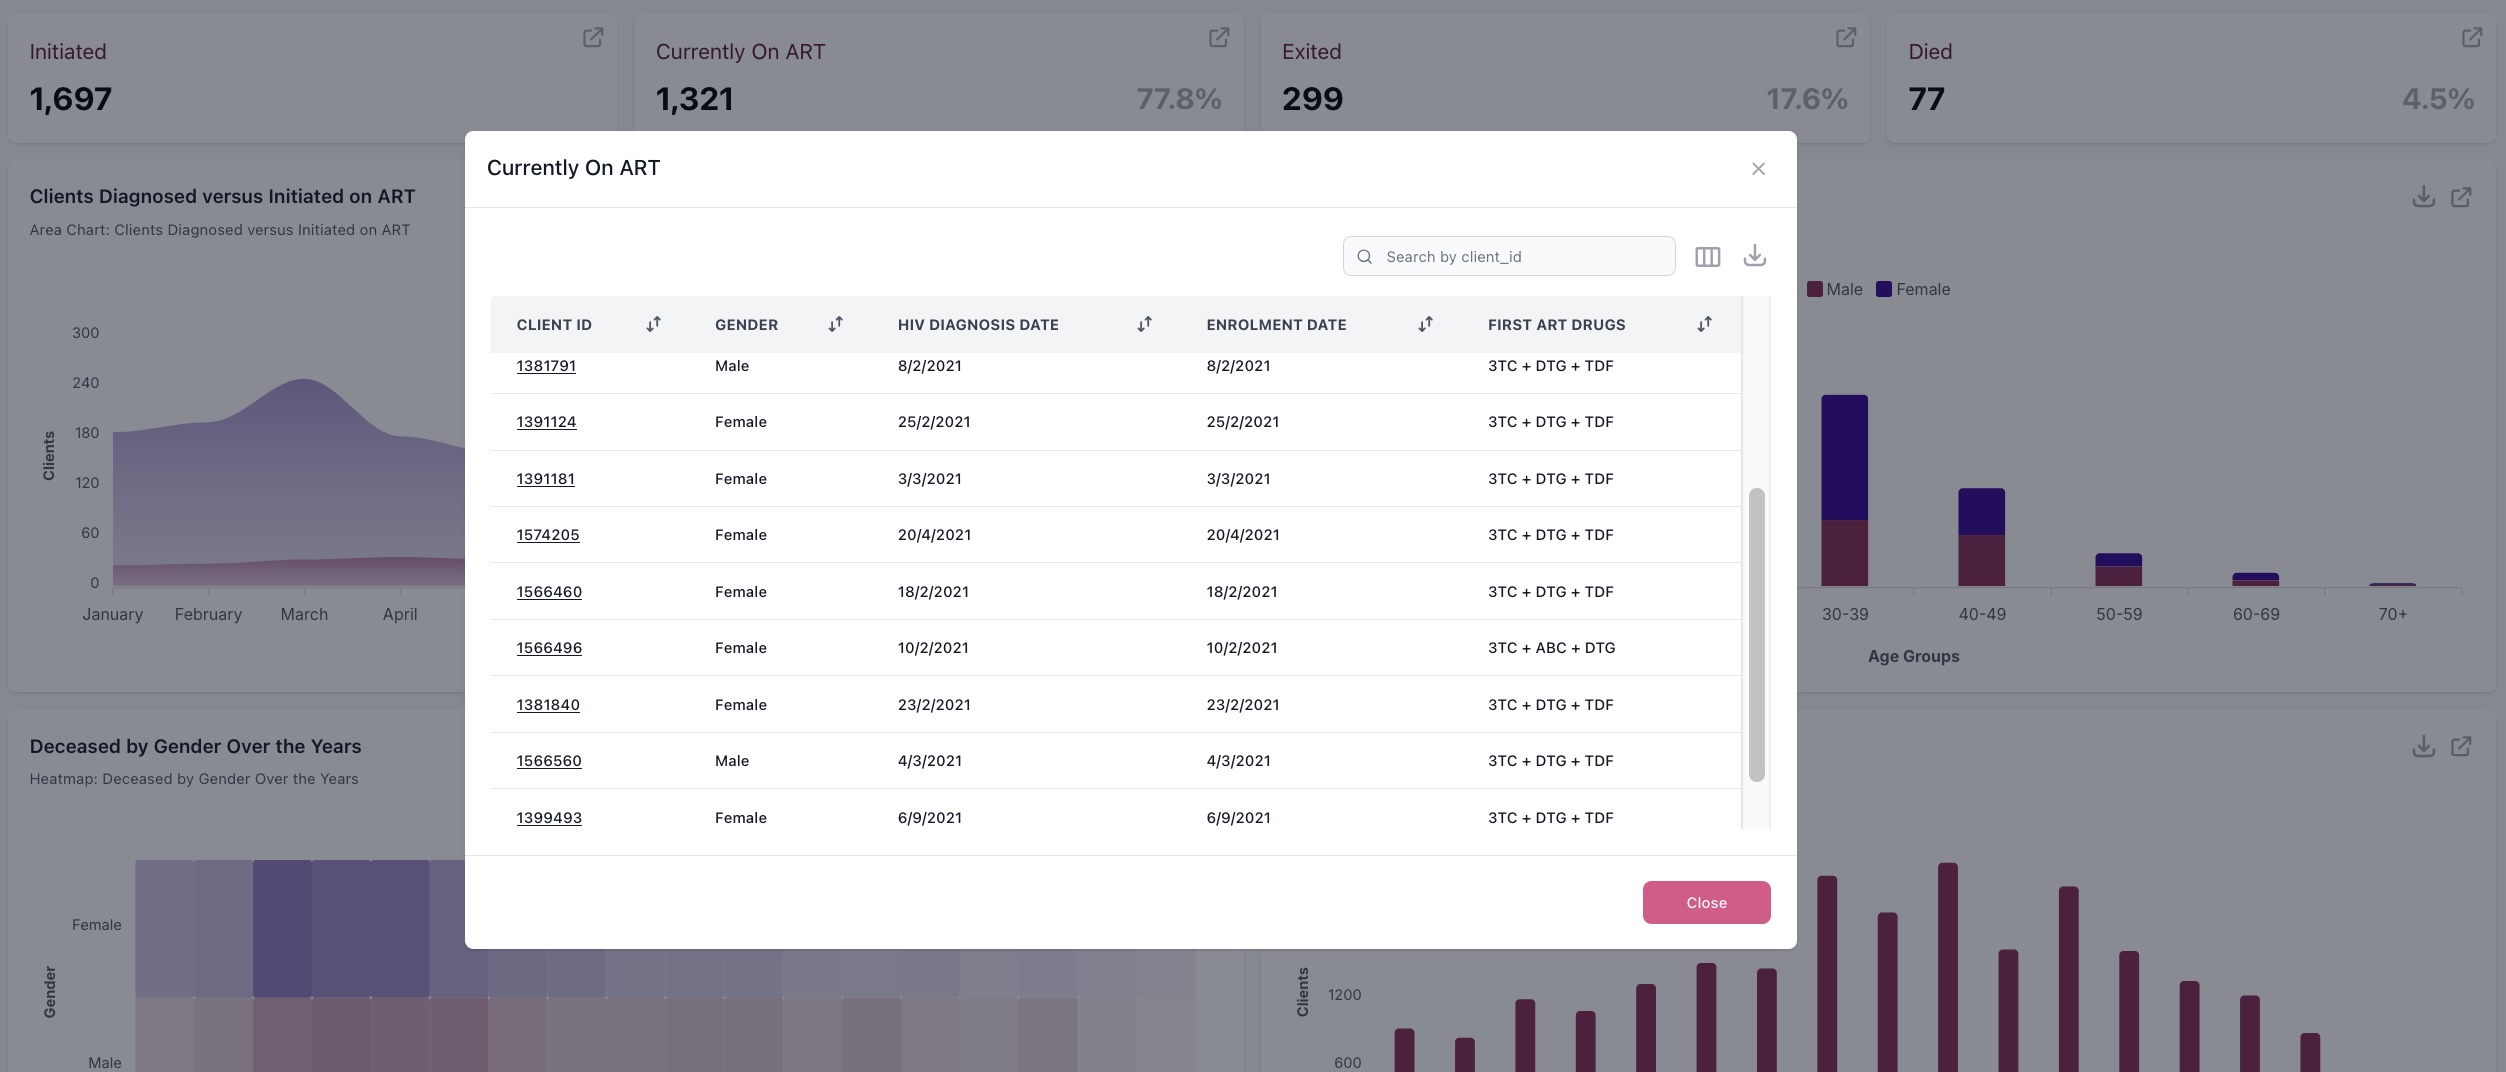 Initiated
1,697
Currently On ART
1,321
77.8%
Exited
299
17.6%
Died
77
4.5%
Clients Diagnosed versus Initiated on ART
Area Chart: Clients Diagnosed versus Initiated on ART
Clients
300
240
180
120
60
0
January February March April
Currently On ART
Search by client_id
CLIENT ID GENDER HIV DIAGNOSIS DATE ENROLMENT DATE FIRST ART DRUGS
1381791 Male 8/2/2021 8/2/2021 3TC + DTG + TDF
1391124 Female 25/2/2021 25/2/2021 3TC + DTG + TDF
1391181 Female 3/3/2021 3/3/2021 3TC + DTG + TDF
1574205 Female 20/4/2021 20/4/2021 3TC + DTG + TDF
1566460 Female 18/2/2021 18/2/2021 3TC + DTG + TDF
1566496 Female 10/2/2021 10/2/2021 3TC + ABC + DTG
1381840 Female 23/2/2021 23/2/2021 3TC + DTG + TDF
1566560 Male 4/3/2021 4/3/2021 3TC + DTG + TDF
1399493 Female 6/9/2021 6/9/2021 3TC + DTG + TDF
Close
Male Female
30-39 40-49 50-59 60-69 70+
Age Groups
Deceased by Gender Over the Years
Heatmap: Deceased by Gender Over the Years
Gender
Female
Male
Clients
1200
600